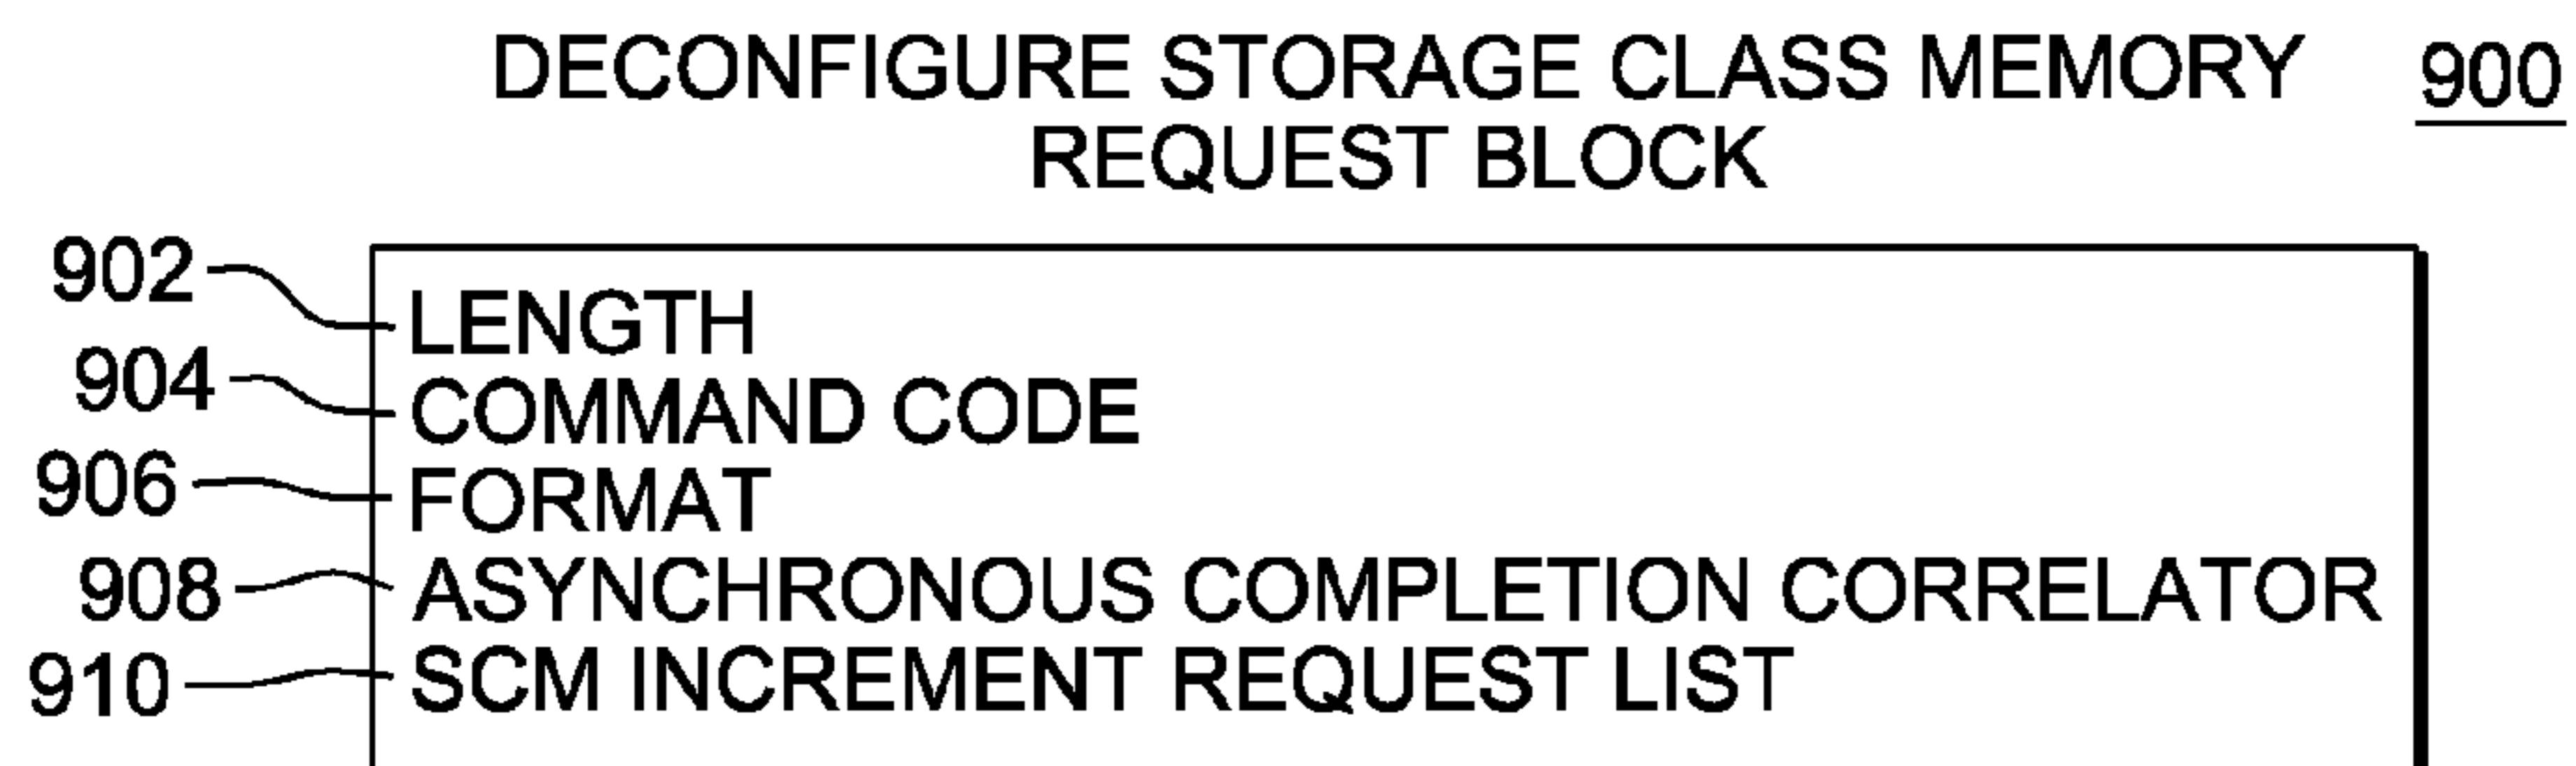 DECONFIGURE STORAGE CLASS MEMORY 900
REQUEST BLOCK
902 LENGTH
904 COMMAND CODE
906 FORMAT
908 ASYNCHRONOUS COMPLETION CORRELATOR
910 SCM INCREMENT REQUEST LIST